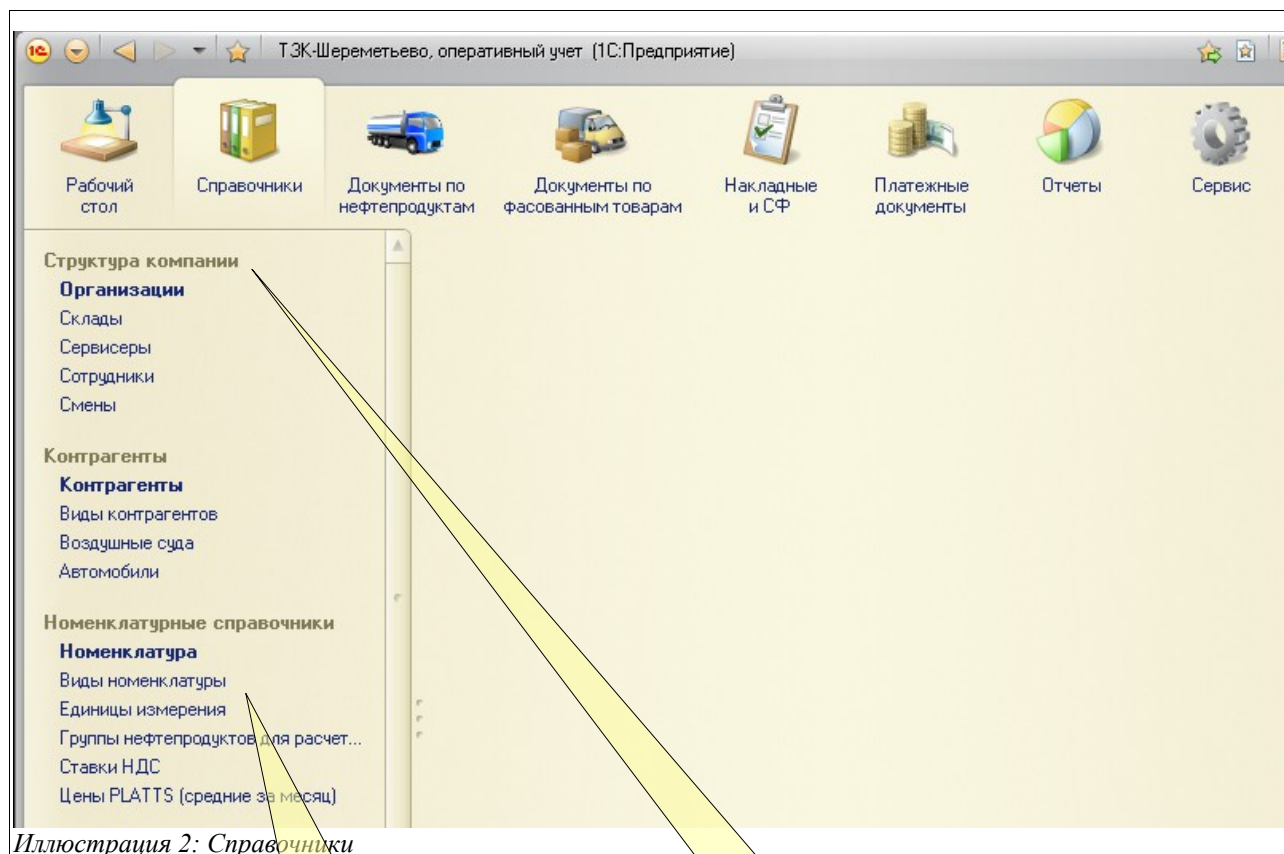 1С ТЗК-Шереметьево, оперативный учет (1С:Предприятие)
Рабочий стол
Справочники
Документы по нефтепродуктам
Документы по фасованным товарам
Накладные и СФ
Платежные документы
Отчеты
Сервис
Структура компании
Организации
Склады
Сервисеры
Сотрудники
Смены
Контрагенты
Контрагенты
Виды контрагентов
Воздушные суда
Автомобили
Номенклатурные справочники
Номенклатура
Виды номенклатуры
Единицы измерения
Группы нефтепродуктов для расчет...
Ставки НДС
Цены PLATTS (средние за месяц)
Иллюстрация 2: Справочники